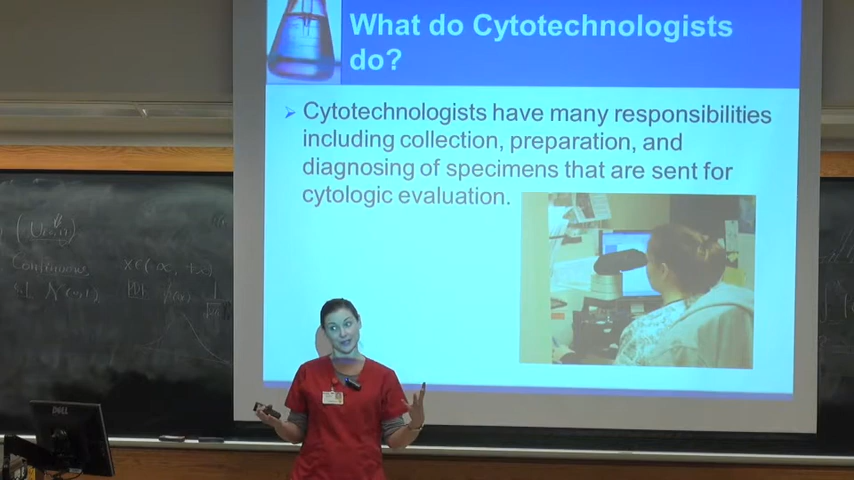 What do Cytotechnologists
do?
Cytotechnologists have many responsibilities
including collection, preparation, and
diagnosing of specimens that are sent for
cytologic evaluation.
Continuous
DELL